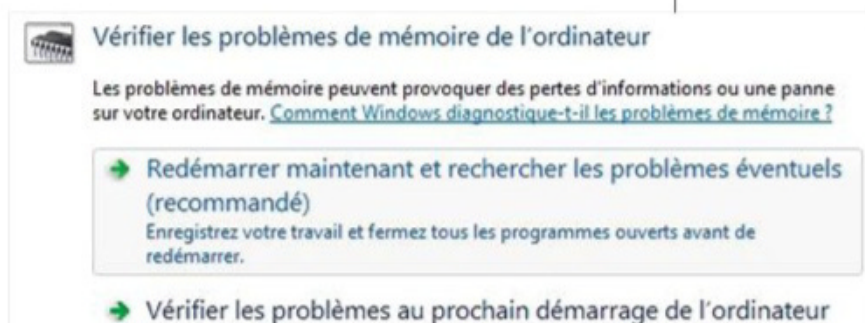 Vérifier les problèmes de mémoire de l'ordinateur
Les problèmes de mémoire peuvent provoquer des pertes d'informations ou une panne
sur votre ordinateur. Comment Windows diagnostique-t-il les problèmes de mémoire ?
Redémarrer maintenant et rechercher les problèmes éventuels
(recommandé)
Enregistrez votre travail et fermez tous les programmes ouverts avant de
redémarrer.
Vérifier les problèmes au prochain démarrage de l'ordinateur